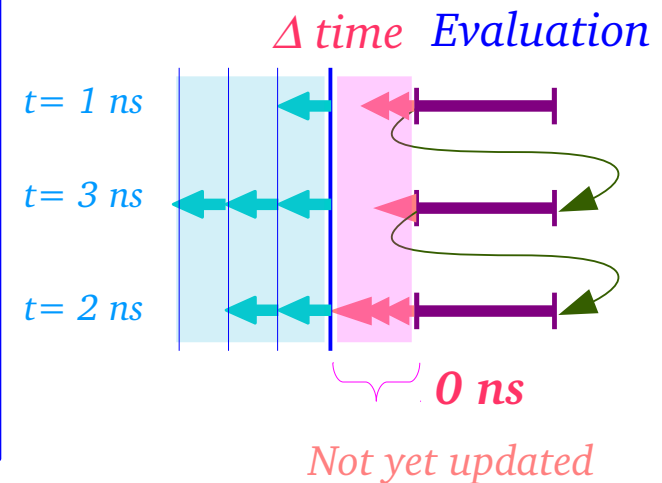 Δ time Evaluation
t= 1 ns
t= 3 ns
t= 2 ns
0 ns
Not yet updated